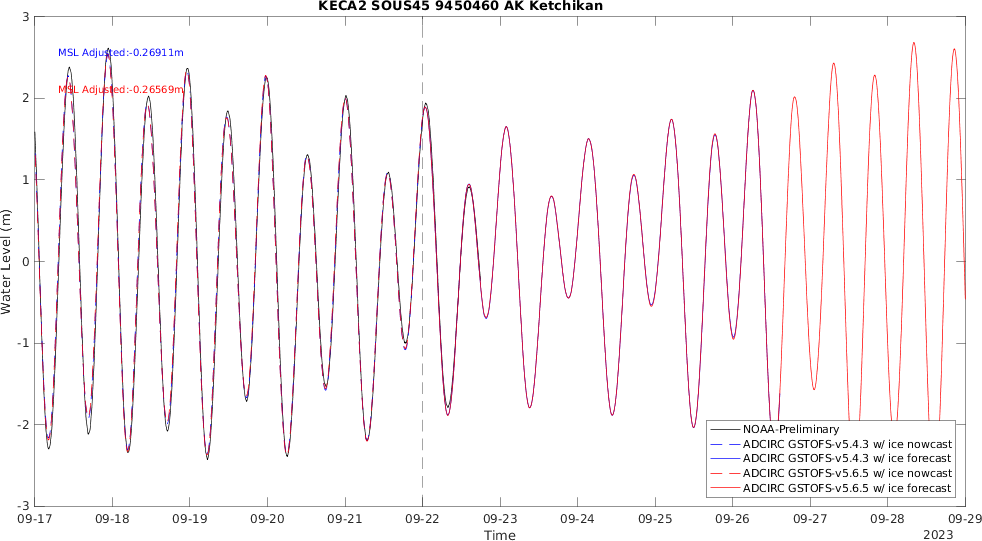 KECA2 SOUS45 9450460 AK Ketchikan
MSL Adjusted:-0.26911m
MSL Adjusted:-0.26569m
3
2
1
0
-1
-2
-3
Water Level (m)
NOAA-Preliminary
ADCIRC GSTOFS-v5.4.3 w/ ice nowcast
ADCIRC GSTOFS-v5.4.3 w/ ice forecast
ADCIRC GSTOFS-v5.6.5 w/ ice nowcast
ADCIRC GSTOFS-v5.6.5 w/ ice forecast
09-17 09-18 09-19 09-20 09-21 09-22 09-23 09-24 09-25 09-26 09-27 09-28 09-29
Time
2023